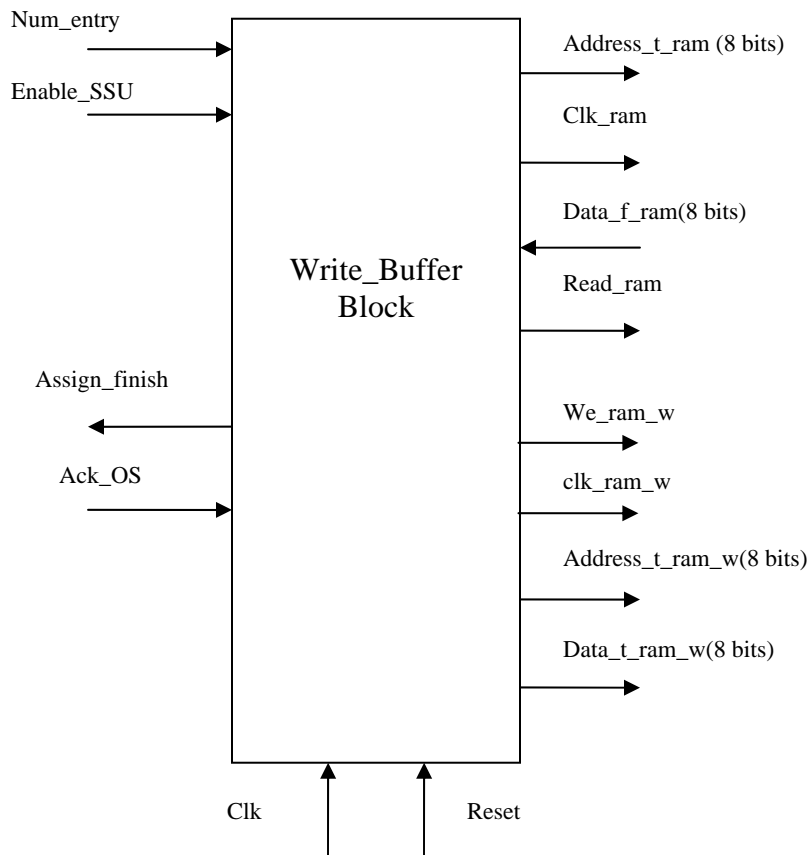 Num_entry
Enable_SSU
Assign_finish
Ack_OS
Write_Buffer
Block
Address_t_ram (8 bits)
Clk_ram
Data_f_ram(8 bits)
Read_ram
We_ram_w
clk_ram_w
Address_t_ram_w(8 bits)
Data_t_ram_w(8 bits)
Clk
Reset